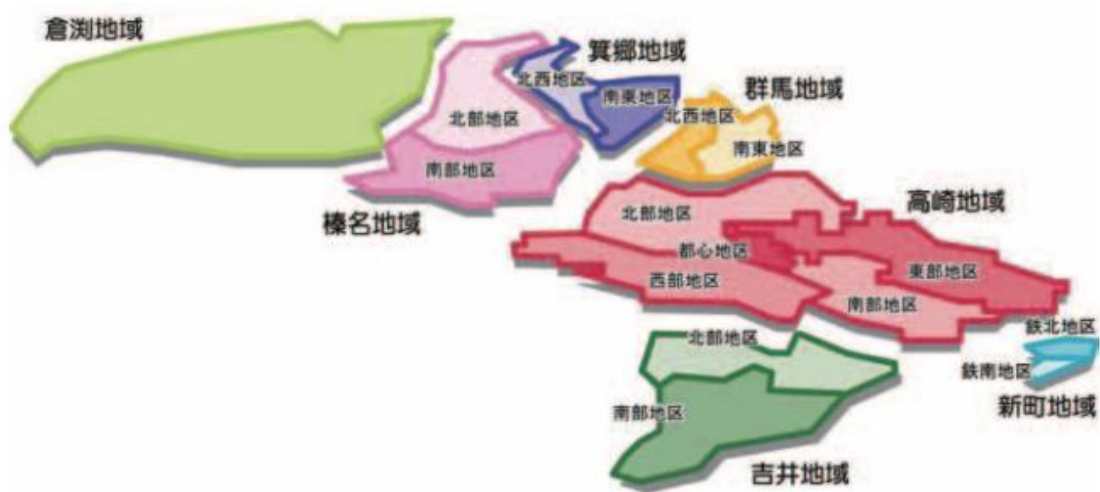 倉渕地域
箕郷地域
北西地区
南東地区
群馬地域
北西地区
南東地区
北部地区
南部地区
榛名地域
高崎地域
北部地区
都心地区
東部地区
西部地区
南部地区
鉄北地区
鉄南地区
新町地域
北部地区
南部地区
吉井地域